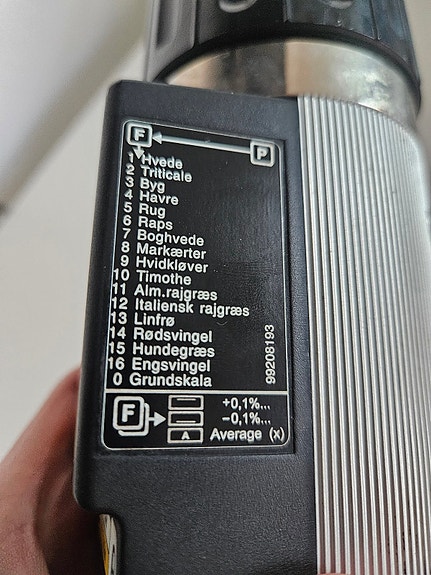 F P
1 Hvede
2 Triticale
3 Byg
4 Havre
5 Rug
6 Raps
7 Boghvede
8 Markærter
9 Hvidkløver
10 Timothe
11 Alm.rajgræs
12 Italiensk rajgræs
13 Linfrø
14 Rødsvingel
15 Hundegræs
16 Engsvingel
0 Grundskala
99208193
F +0,1%...
−0,1%...
A Average (x)